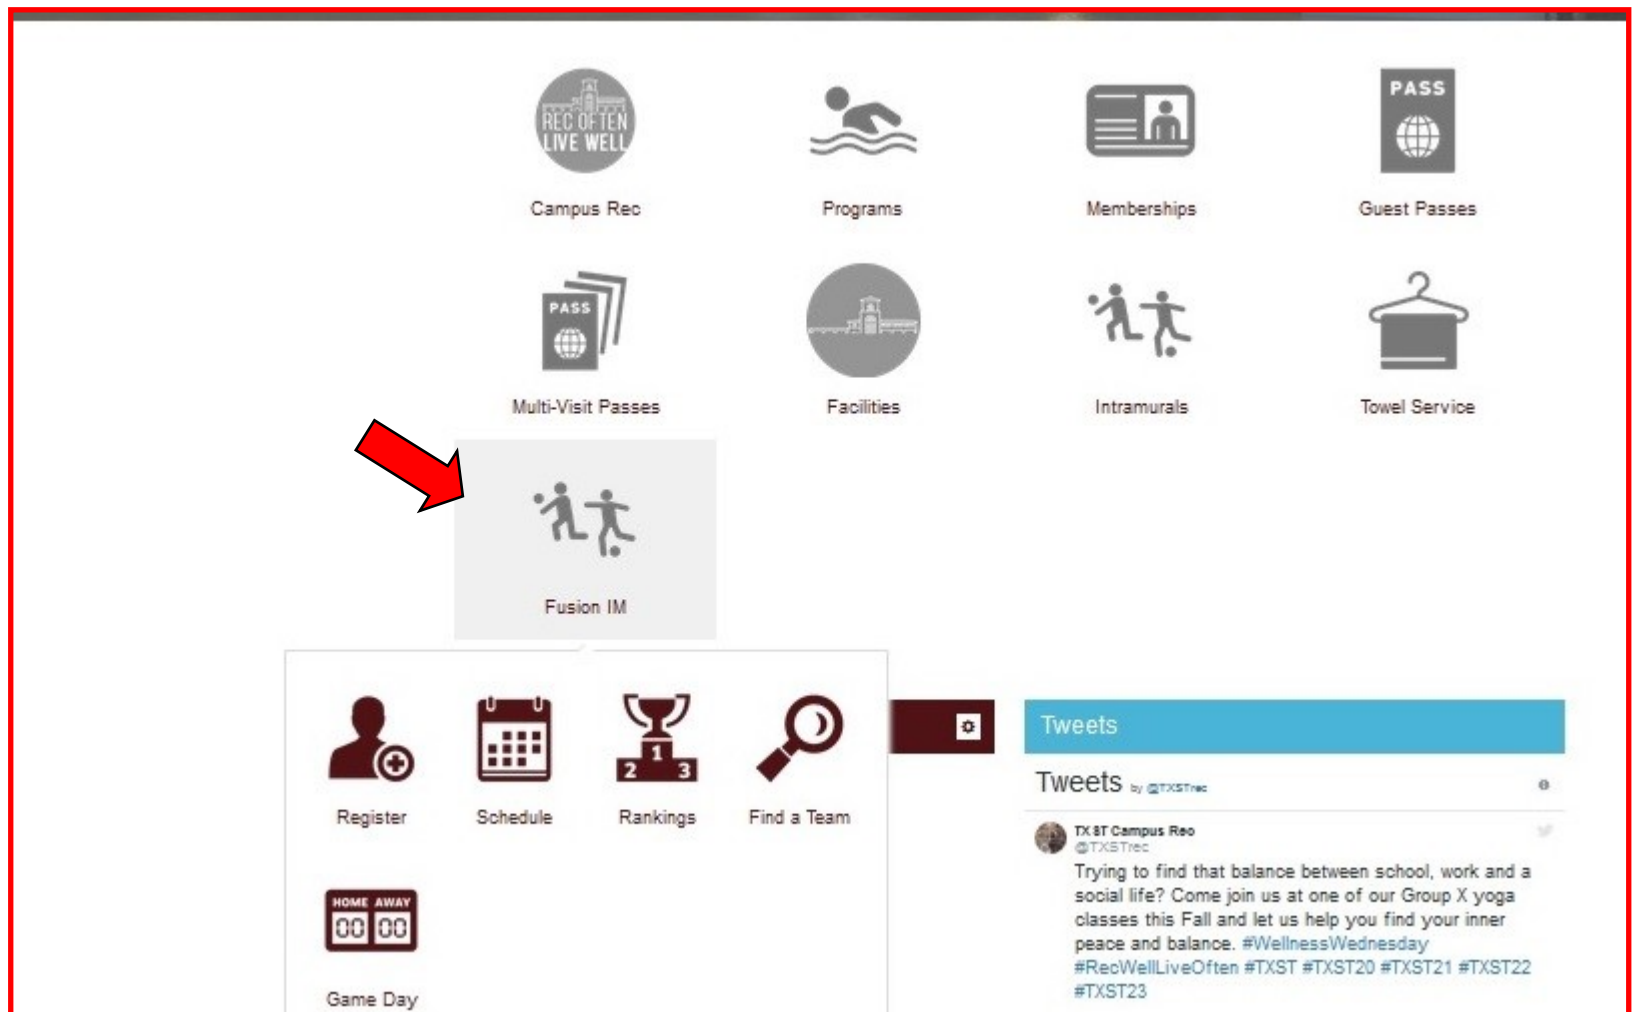 REC OFTEN
LIVE WELL
PASS
Campus Rec
Programs
Memberships
Guest Passes
PASS
Multi-Visit Passes
Facilities
Intramurals
Towel Service
Fusion IM
1
2 3
Register
Schedule
Rankings
Find a Team
HOME AWAY
00 00
Game Day
Tweets
Tweets by @TXSTrec
TX ST Campus Rec
@TXSTrec
Trying to find that balance between school, work and a
social life? Come join us at one of our Group X yoga
classes this Fall and let us help you find your inner
peace and balance. #WellnessWednesday
#RecWellLiveOften #TXST #TXST20 #TXST21 #TXST22
#TXST23